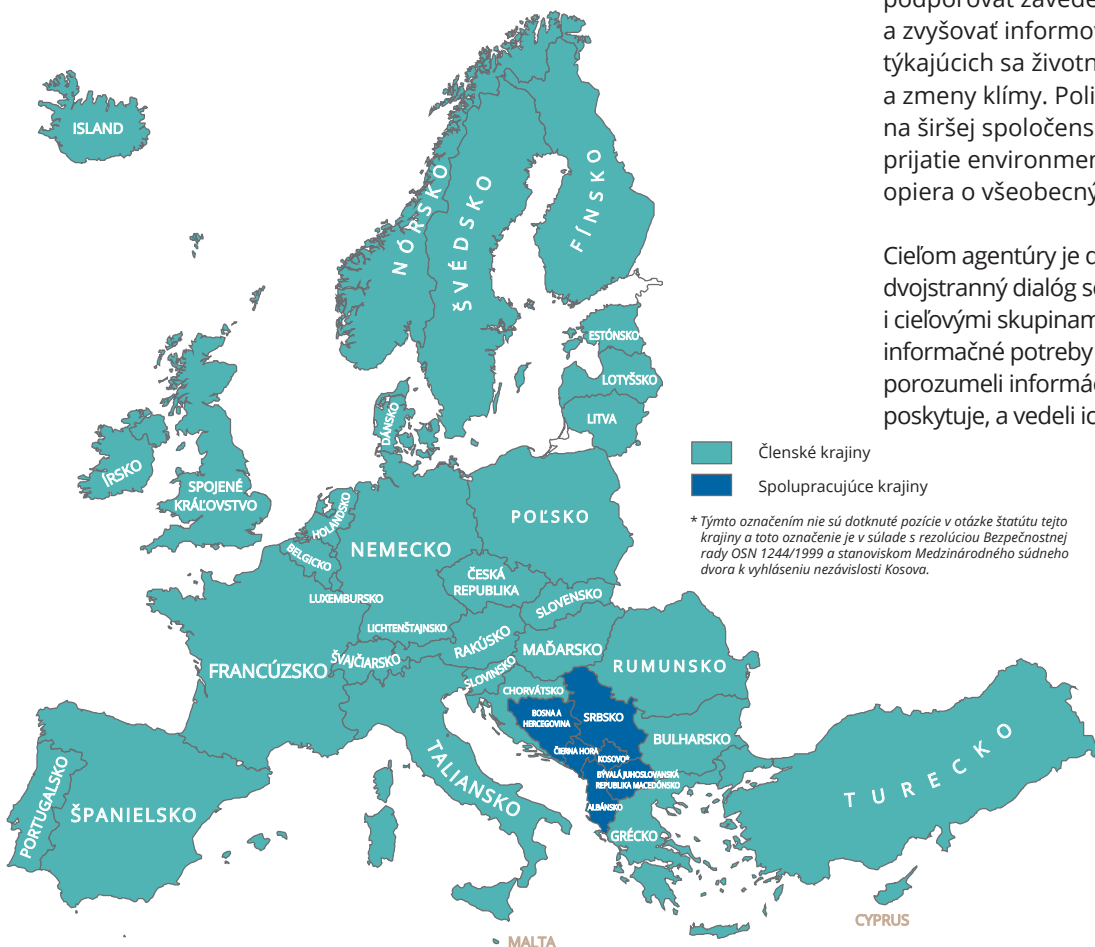 podporovať zavede
a zvyšovať informov
týkajúcich sa životn
a zmeny klímy. Poli
na širšej spoločens
prijatie environmen
opiera o všeobecný
Cieľom agentúry je d
dvojstranný dialóg s
i cieľovými skupinam
informačné potreby
porozumeli informác
poskytuje, a vedeli ic
ISLAND
NÓRSKO
ŠVÉDSKO
FÍNSKO
ESTÓNSKO
LOTYŠSKO
LITVA
DÁNSKO
ÍRSKO
SPOJENÉ
KRÁĽOVSTVO
HOLANDSKO
BELGICKO
NEMECKO
POĽSKO
Členské krajiny
Spolupracujúce krajiny
* Týmto označením nie sú dotknuté pozície v otázke štatútu tejto
krajiny a toto označenie je v súlade s rezolúciou Bezpečnostnej
rady OSN 1244/1999 a stanoviskom Medzinárodného súdneho
dvora k vyhláseniu nezávislosti Kosova.
ČESKÁ
REPUBLIKA
LUXEMBURSKO
SLOVENSKO
LICHTENŠTAJNSKO
RAKÚSKO
MAĎARSKO
FRANCÚZSKO
ŠVAJČIARSKO
SLOVINSKO
RUMUNSKO
CHORVÁTSKO
BOSNA A
HERCEGOVINA
SRBSKO
BULHARSKO
ČIERNA HORA
KOSOVO*
BÝVALÁ JUHOSLOVANSKÁ
REPUBLIKA MACEDÓNSKO
ALBÁNSKO
TALIANSKO
PORTUGALSKO
ŠPANIELSKO
GRÉCKO
TURECKO
CYPRUS
MALTA